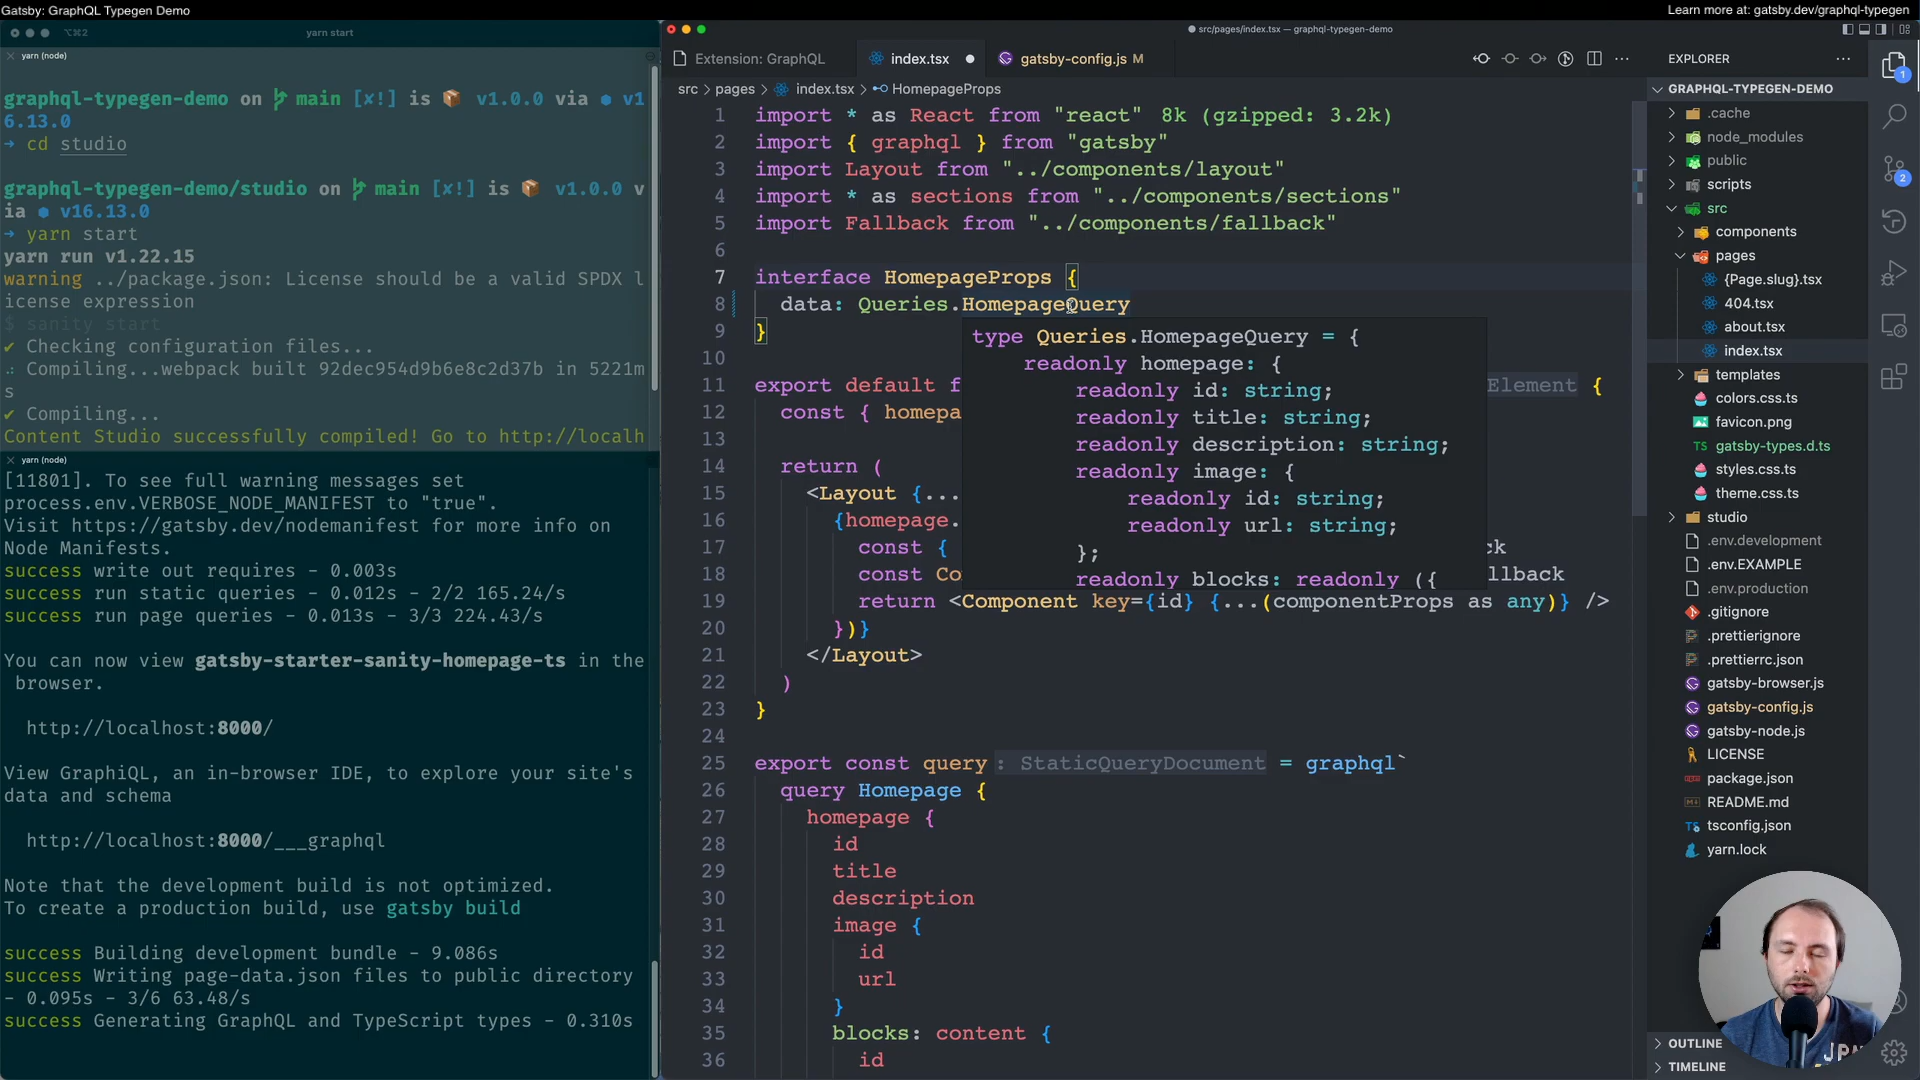 Gatsby: GraphQL Typegen Demo
Learn more at: gatsby.dev/graphql-typegen
⌥⌘2
yarn start
yarn (node)
graphql-typegen-demo on main [✘!] is 📦 v1.0.0 via ⬢ v1
6.13.0
→ cd studio
graphql-typegen-demo/studio on main [✘!] is 📦 v1.0.0 v
ia ⬢ v16.13.0
→ yarn start
yarn run v1.22.15
warning ../package.json: License should be a valid SPDX l
icense expression
$ sanity start
✔ Checking configuration files...
Compiling...webpack built 92dec954d9b6e8c2d37b in 5221m
s
✔ Compiling...
Content Studio successfully compiled! Go to http://localh
yarn (node)
[11801]. To see full warning messages set
process.env.VERBOSE_NODE_MANIFEST to "true".
Visit https://gatsby.dev/nodemanifest for more info on
Node Manifests.
success write out requires - 0.003s
success run static queries - 0.012s - 2/2 165.24/s
success run page queries - 0.013s - 3/3 224.43/s
You can now view gatsby-starter-sanity-homepage-ts in the
browser.
http://localhost:8000/
View GraphiQL, an in-browser IDE, to explore your site's
data and schema
http://localhost:8000/___graphql
Note that the development build is not optimized.
To create a production build, use gatsby build
success Building development bundle - 9.086s
success Writing page-data.json files to public directory
- 0.095s - 3/6 63.48/s
success Generating GraphQL and TypeScript types - 0.310s
src/pages/index.tsx — graphql-typegen-demo
Extension: GraphQL
index.tsx
gatsby-config.js M
src > pages > index.tsx > HomepageProps
1 import * as React from "react" 8k (gzipped: 3.2k)
2 import { graphql } from "gatsby"
3 import Layout from "../components/layout"
4 import * as sections from "../components/sections"
5 import Fallback from "../components/fallback"
6
7 interface HomepageProps {
8 data: Queries.HomepageQuery
9 }
10
11 export default f Element {
12 const { homepa
13
14 return (
15 <Layout {...
16 {homepage.
17 const { ck
18 const Co llback
19 return <Component key={id} {...(componentProps as any)} />
20 })}
21 </Layout>
22 )
23 }
24
25 export const query : StaticQueryDocument = graphql`
26 query Homepage {
27 homepage {
28 id
29 title
30 description
31 image {
32 id
33 url
34 }
35 blocks: content {
36 id
type Queries.HomepageQuery = {
readonly homepage: {
readonly id: string;
readonly title: string;
readonly description: string;
readonly image: {
readonly id: string;
readonly url: string;
};
readonly blocks: readonly ({
EXPLORER
GRAPHQL-TYPEGEN-DEMO
.cache
node_modules
public
scripts
src
components
pages
{Page.slug}.tsx
404.tsx
about.tsx
index.tsx
templates
colors.css.ts
favicon.png
TS gatsby-types.d.ts
styles.css.ts
theme.css.ts
studio
.env.development
.env.EXAMPLE
.env.production
.gitignore
.prettierignore
.prettierrc.json
gatsby-browser.js
gatsby-config.js
gatsby-node.js
LICENSE
package.json
README.md
tsconfig.json
yarn.lock
OUTLINE
TIMELINE
1
2
JPN